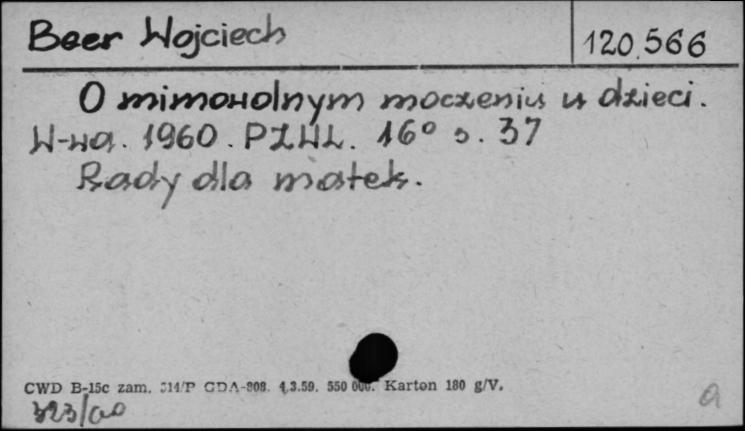 Beer Wojciech
120,566
O mimowolnym moczeniu u dzieci.
W-wa. 1960. PZWL. 16° s. 37
Rady dla matek.
CWD B-15c zam. 314/P GDA-808. 4.3.59. 550 000. Karton 180 g/V.
a